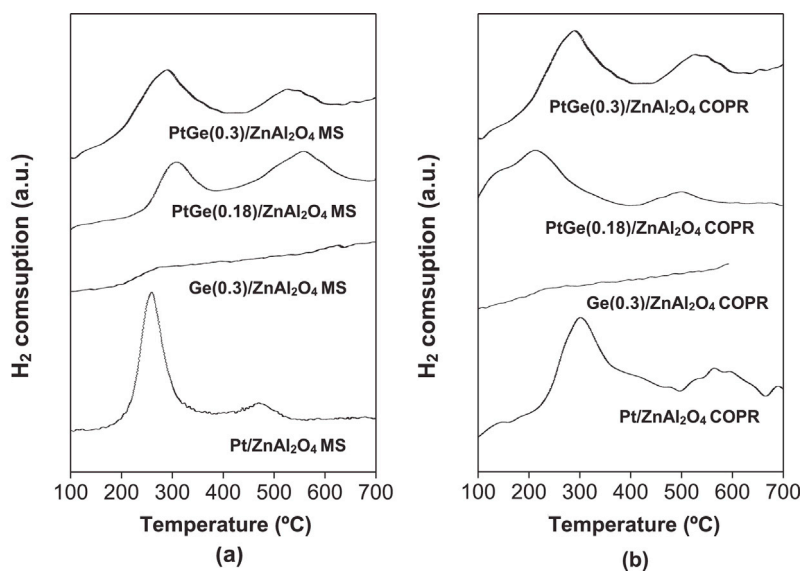 H2 comsuption (a.u.)
PtGe(0.3)/ZnAl2O4 MS
PtGe(0.18)/ZnAl2O4 MS
Ge(0.3)/ZnAl2O4 MS
Pt/ZnAl2O4 MS
100 200 300 400 500 600 700
Temperature (ºC)
(a)
H2 comsuption (a.u.)
PtGe(0.3)/ZnAl2O4 COPR
PtGe(0.18)/ZnAl2O4 COPR
Ge(0.3)/ZnAl2O4 COPR
Pt/ZnAl2O4 COPR
100 200 300 400 500 600 700
Temperature (ºC)
(b)